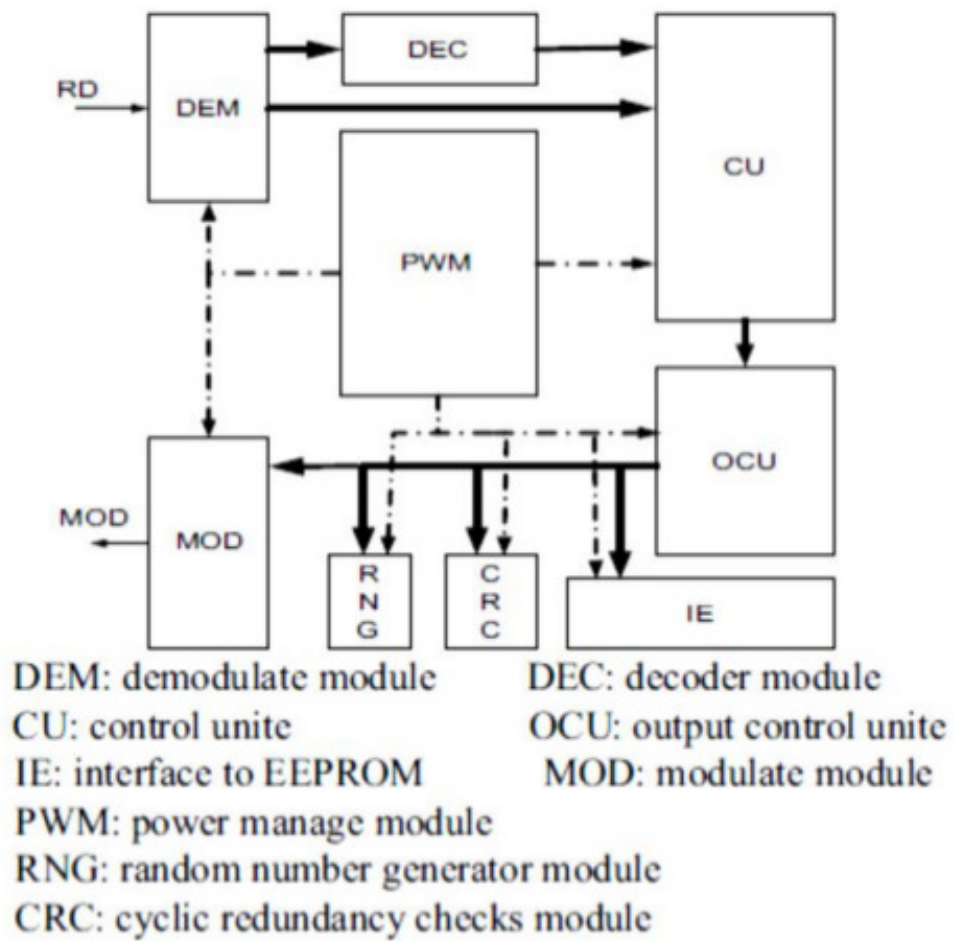 DEC
RD
DEM
CU
PWM
OCU
MOD
MOD
RNG
CRC
IE
DEM: demodulate module DEC: decoder module
CU: control unite OCU: output control unite
IE: interface to EEPROM MOD: modulate module
PWM: power manage module
RNG: random number generator module
CRC: cyclic redundancy checks module